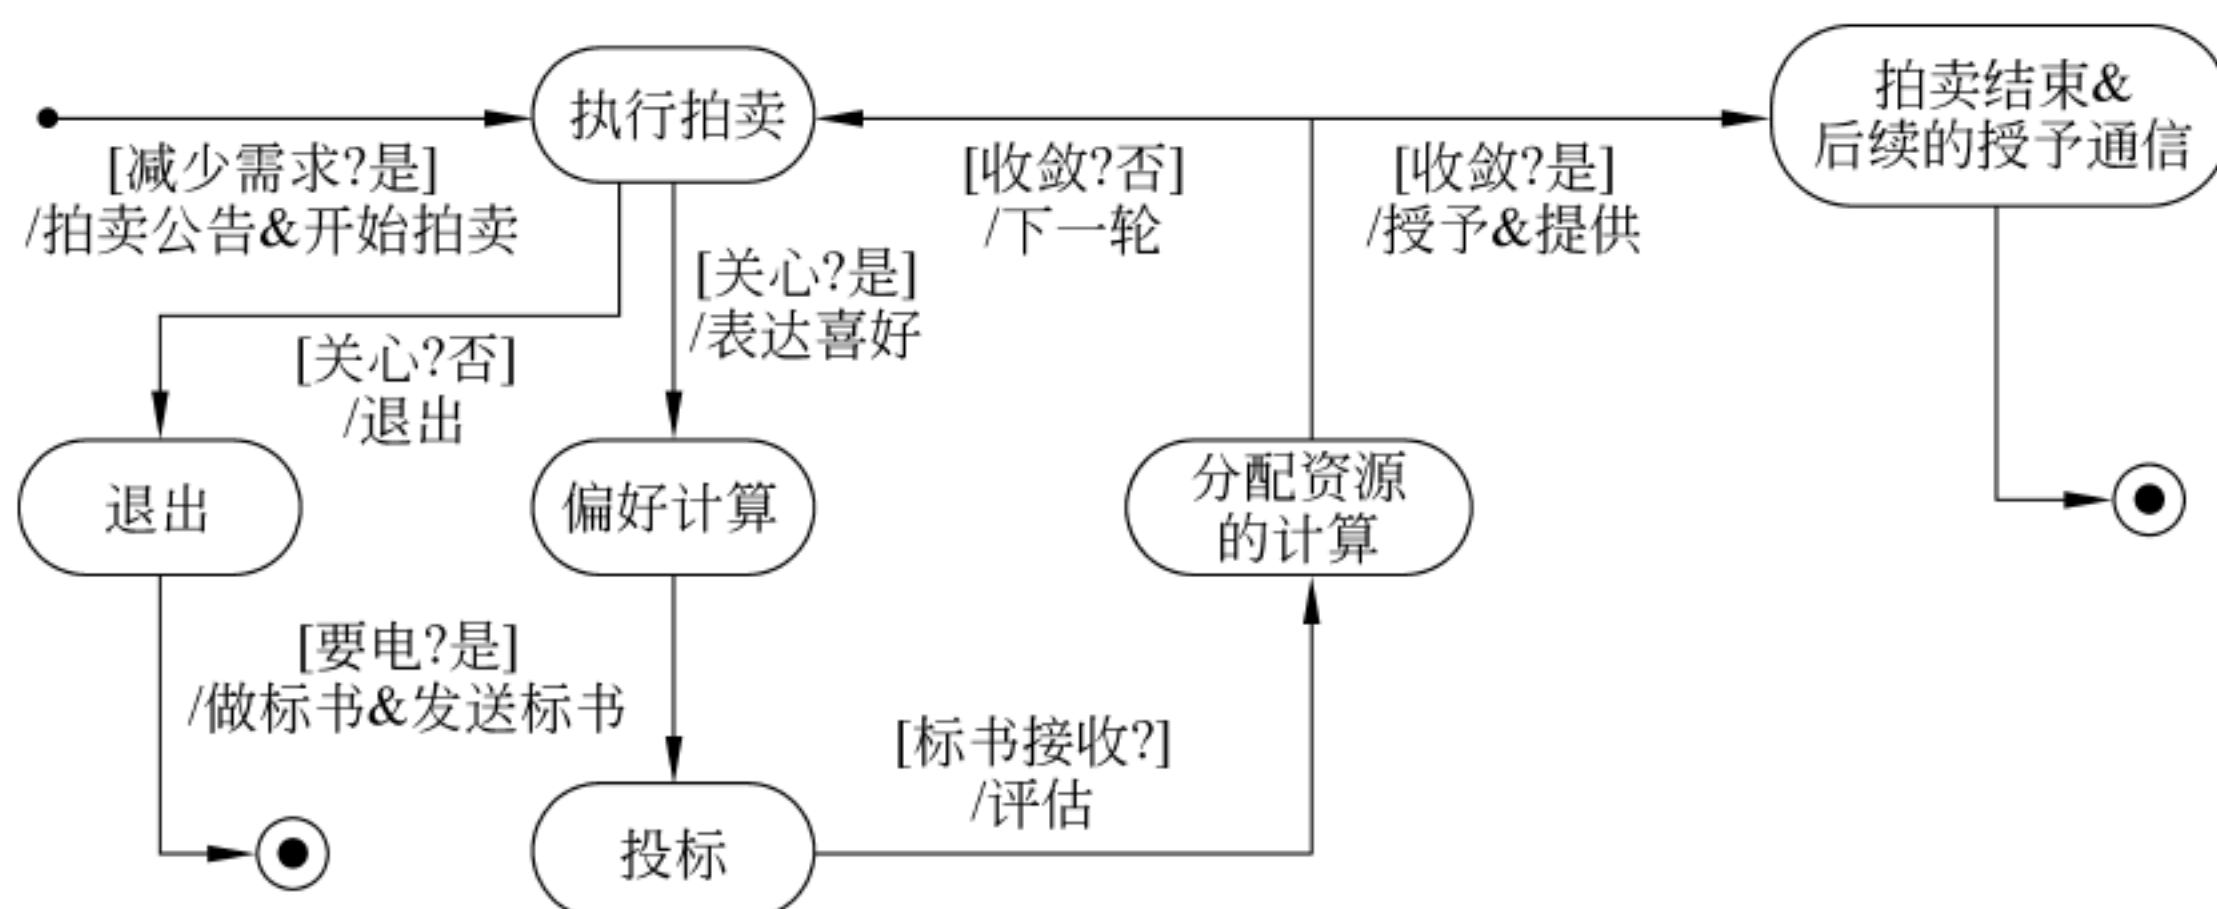 执行拍卖
拍卖结束&
后续的授予通信
[减少需求?是]
/拍卖公告&开始拍卖
[收敛?否]
/下一轮
[收敛?是]
/授予&提供
[关心?是]
/表达喜好
[关心?否]
/退出
退出
偏好计算
分配资源
的计算
[要电?是]
/做标书&发送标书
[标书接收?]
/评估
投标